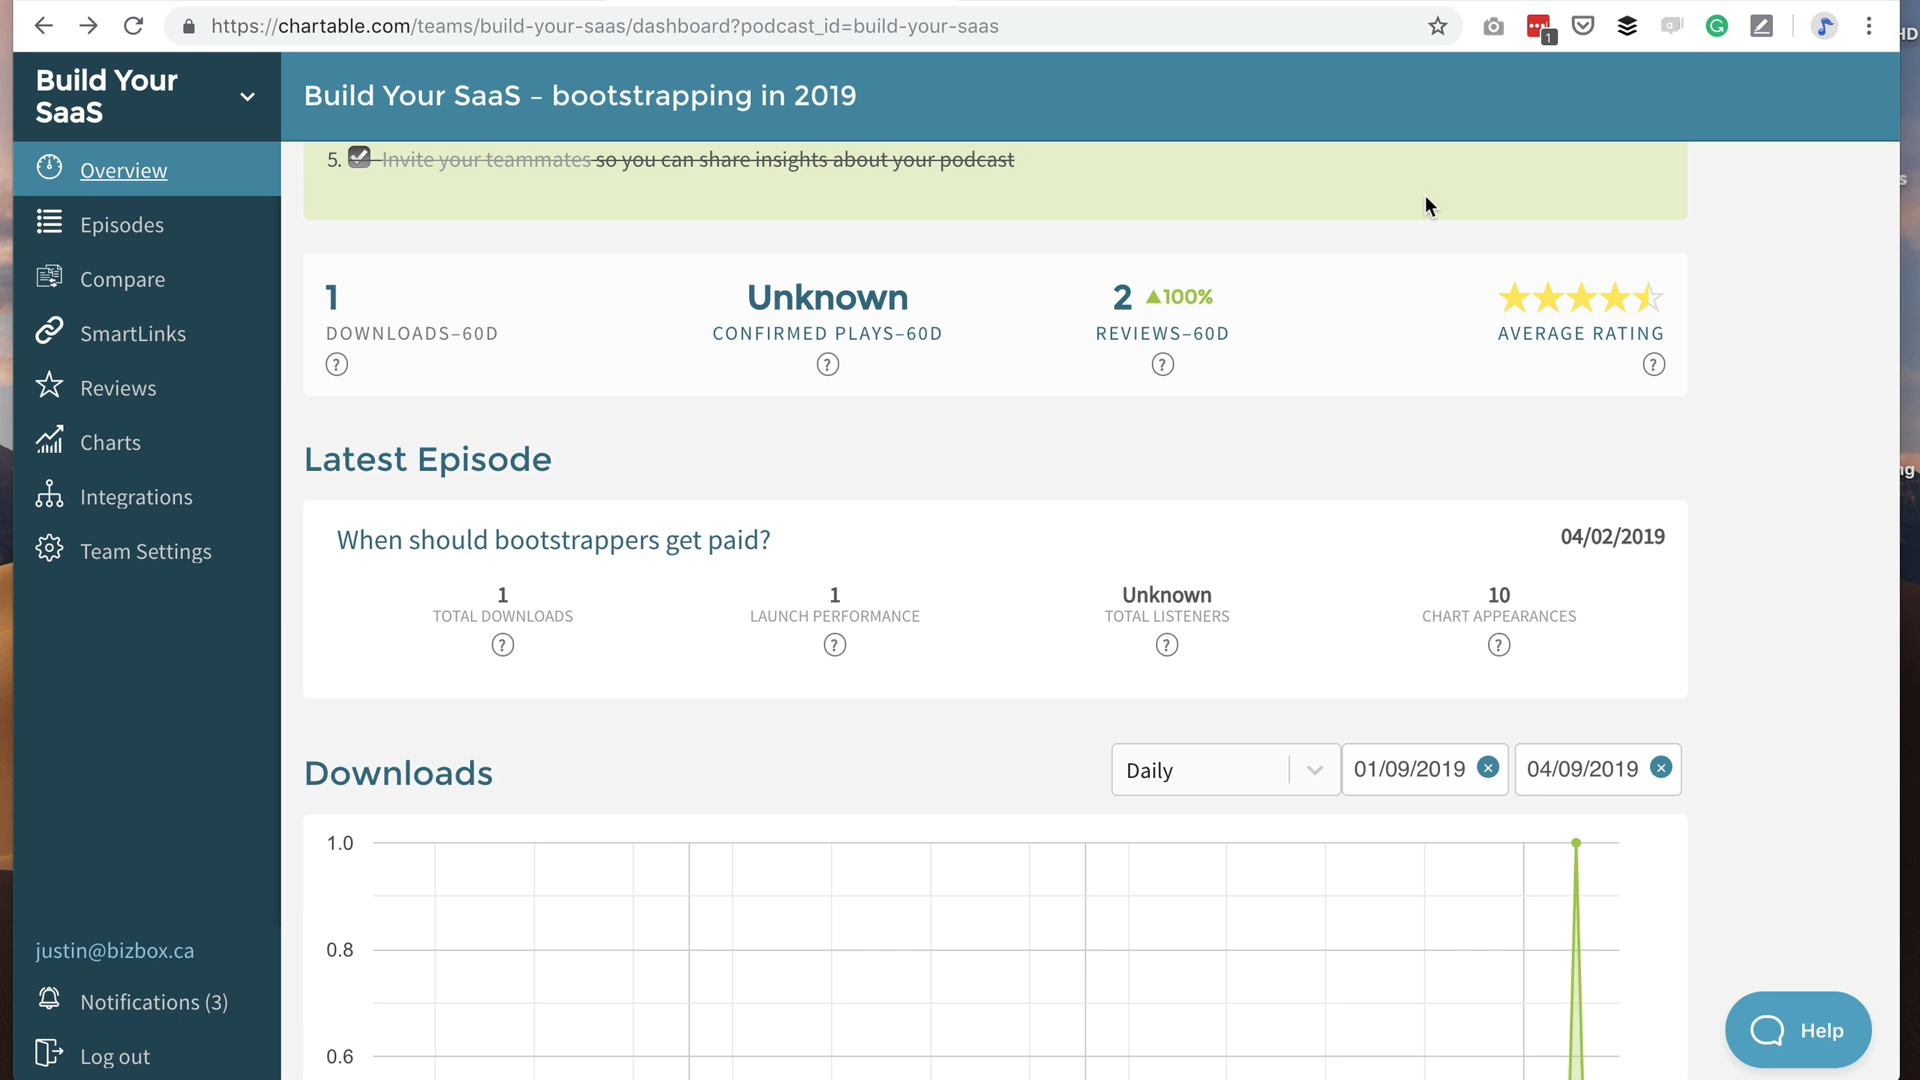 https://chartable.com/teams/build-your-saas/dashboard?podcast_id=build-your-saas
1
HD
Build Your
SaaS
Build Your SaaS – bootstrapping in 2019
Overview
Episodes
Compare
SmartLinks
Reviews
Charts
Integrations
Team Settings
justin@bizbox.ca
Notifications (3)
Log out
5. Invite your teammates so you can share insights about your podcast
1
DOWNLOADS–60D
?
Unknown
CONFIRMED PLAYS–60D
?
2 ▲100%
REVIEWS–60D
?
AVERAGE RATING
?
Latest Episode
When should bootstrappers get paid?
04/02/2019
1
TOTAL DOWNLOADS
?
1
LAUNCH PERFORMANCE
?
Unknown
TOTAL LISTENERS
?
10
CHART APPEARANCES
?
Downloads
Daily
01/09/2019
04/09/2019
1.0
0.8
0.6
Help